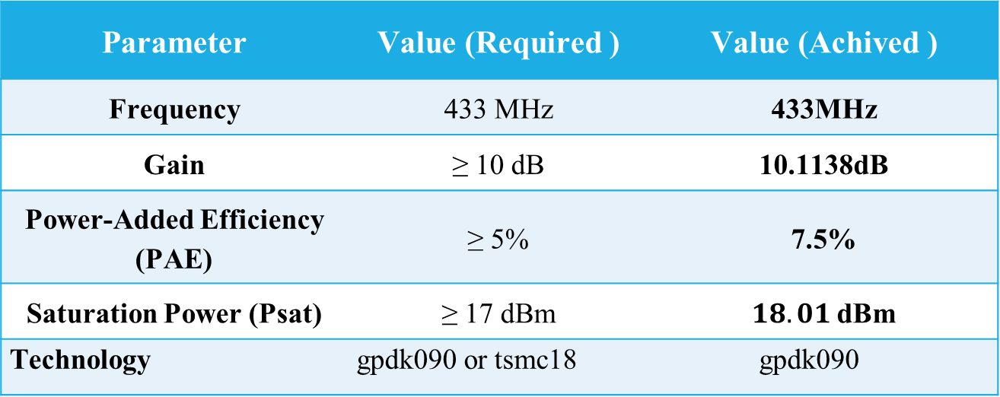 Parameter Value (Required ) Value (Achived )
Frequency 433 MHz 433MHz
Gain ≥ 10 dB 10.1138dB
Power-Added Efficiency
(PAE) ≥ 5% 7.5%
Saturation Power (Psat) ≥ 17 dBm 18.01 dBm
Technology gpdk090 or tsmc18 gpdk090